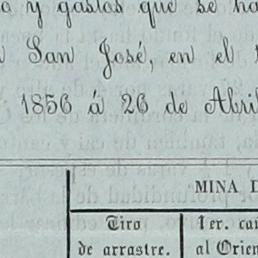 y gastos que se ha
San José, en el
1856 á 26 de Abril
MINA D
Tiro
de arrastre.
1er. cau
al Orien